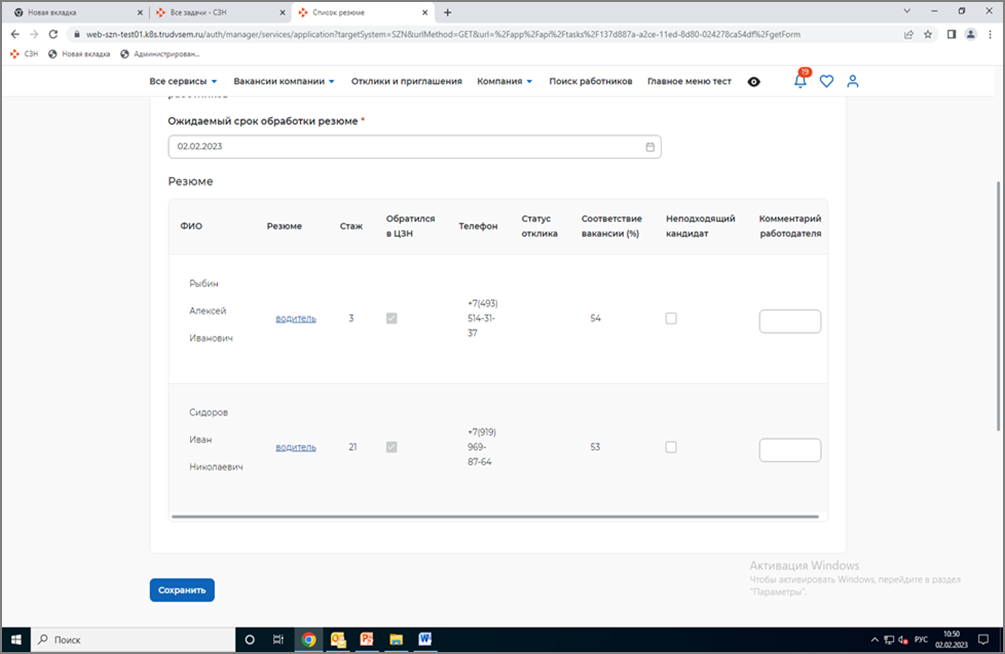 Новая вкладка
Все задачи - СЗН
Список резюме
web-szn-test01.k8s.trudvsem.ru/auth/manager/services/application?targetSystem=SZN&urlMethod=GET&url=%2Fapp%2Fapi%2Ftasks%2F137d887a-a2ce-11ed-8d80-024278ca54df%2FgetForm
СЗН
Новая вкладка
Администрирован...
Все сервисы
Вакансии компании
Отклики и приглашения
Компания
Поиск работников
Главное меню тест
19
Ожидаемый срок обработки резюме *
02.02.2023
Резюме
ФИО
Резюме
Стаж
Обратился
в ЦЗН
Телефон
Статус
отклика
Соответствие
вакансии (%)
Неподходящий
кандидат
Комментарий
работодателя
Рыбин
Алексей
Иванович
водитель
3
+7(493)
514-31-
37
54
Сидоров
Иван
Николаевич
водитель
21
+7(919)
969-
87-64
53
Сохранить
Активация Windows
Чтобы активировать Windows, перейдите в раздел
"Параметры".
Поиск
РУС
10:50
02.02.2023